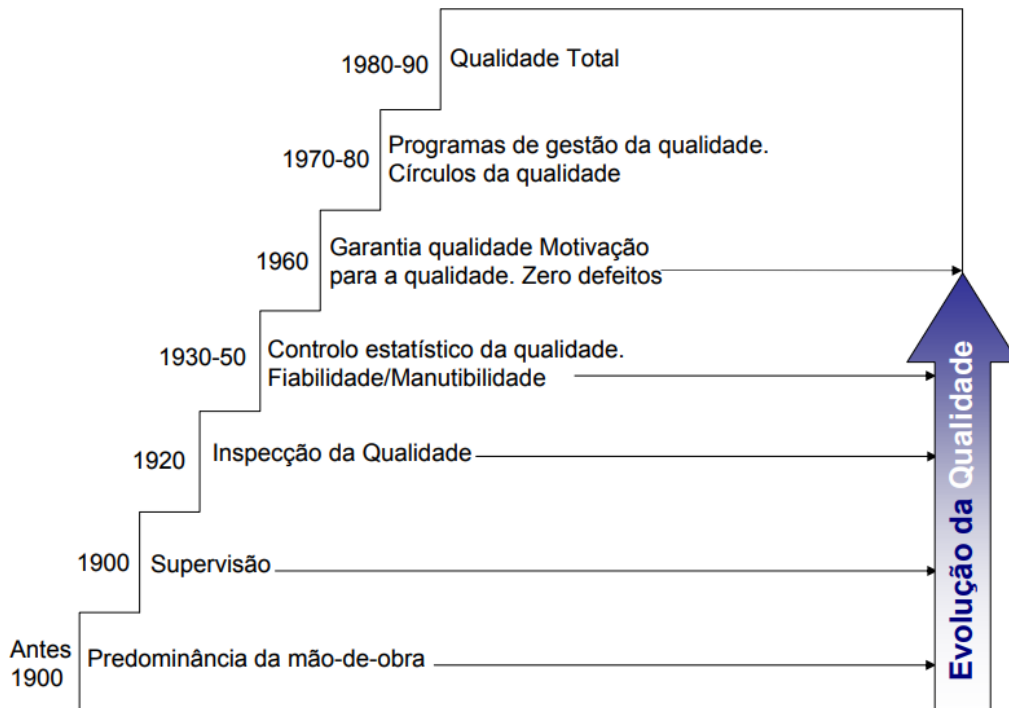 1980-90
Qualidade Total
1970-80
Programas de gestão da qualidade.
Círculos da qualidade
1960
Garantia qualidade Motivação
para a qualidade. Zero defeitos
1930-50
Controlo estatístico da qualidade.
Fiabilidade/Manutibilidade
1920
Inspecção da Qualidade
1900
Supervisão
Antes
1900
Predominância da mão-de-obra
Evolução da Qualidade